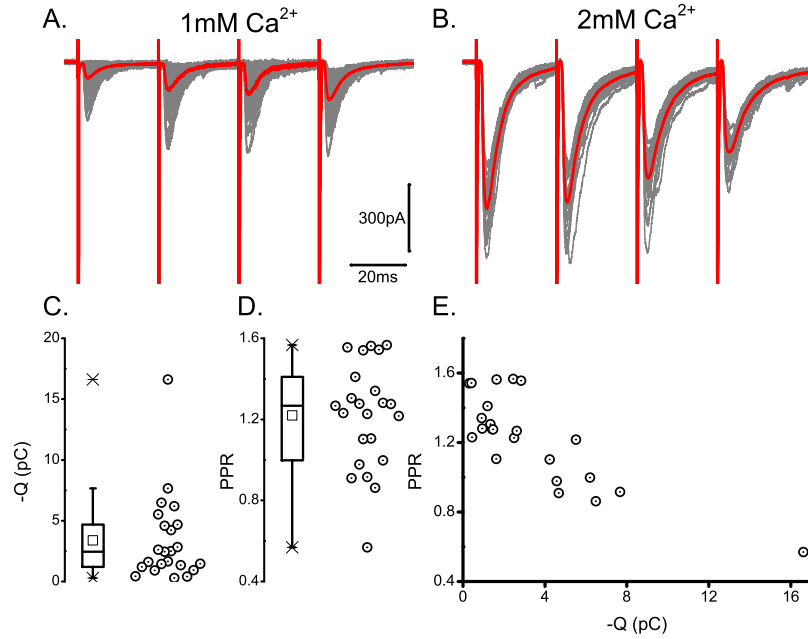 A.
1mM Ca²⁺
B.
2mM Ca²⁺
300pA
20ms
C.
D.
E.
20
15
10
5
0
-Q (pC)
1.6
1.2
0.8
0.4
PPR
1.6
1.2
0.8
0.4
PPR
0
4
8
12
16
-Q (pC)